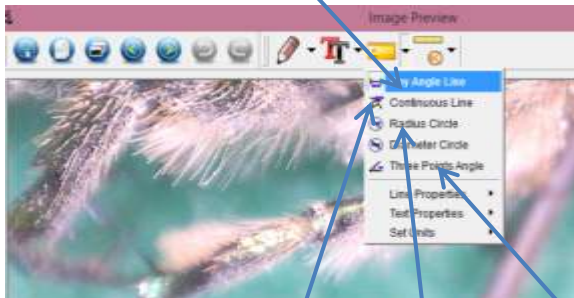 Image Preview
Any Angle Line
Continuous Line
Radius Circle
Diameter Circle
Three Points Angle
Line Properties
Text Properties
Set Units